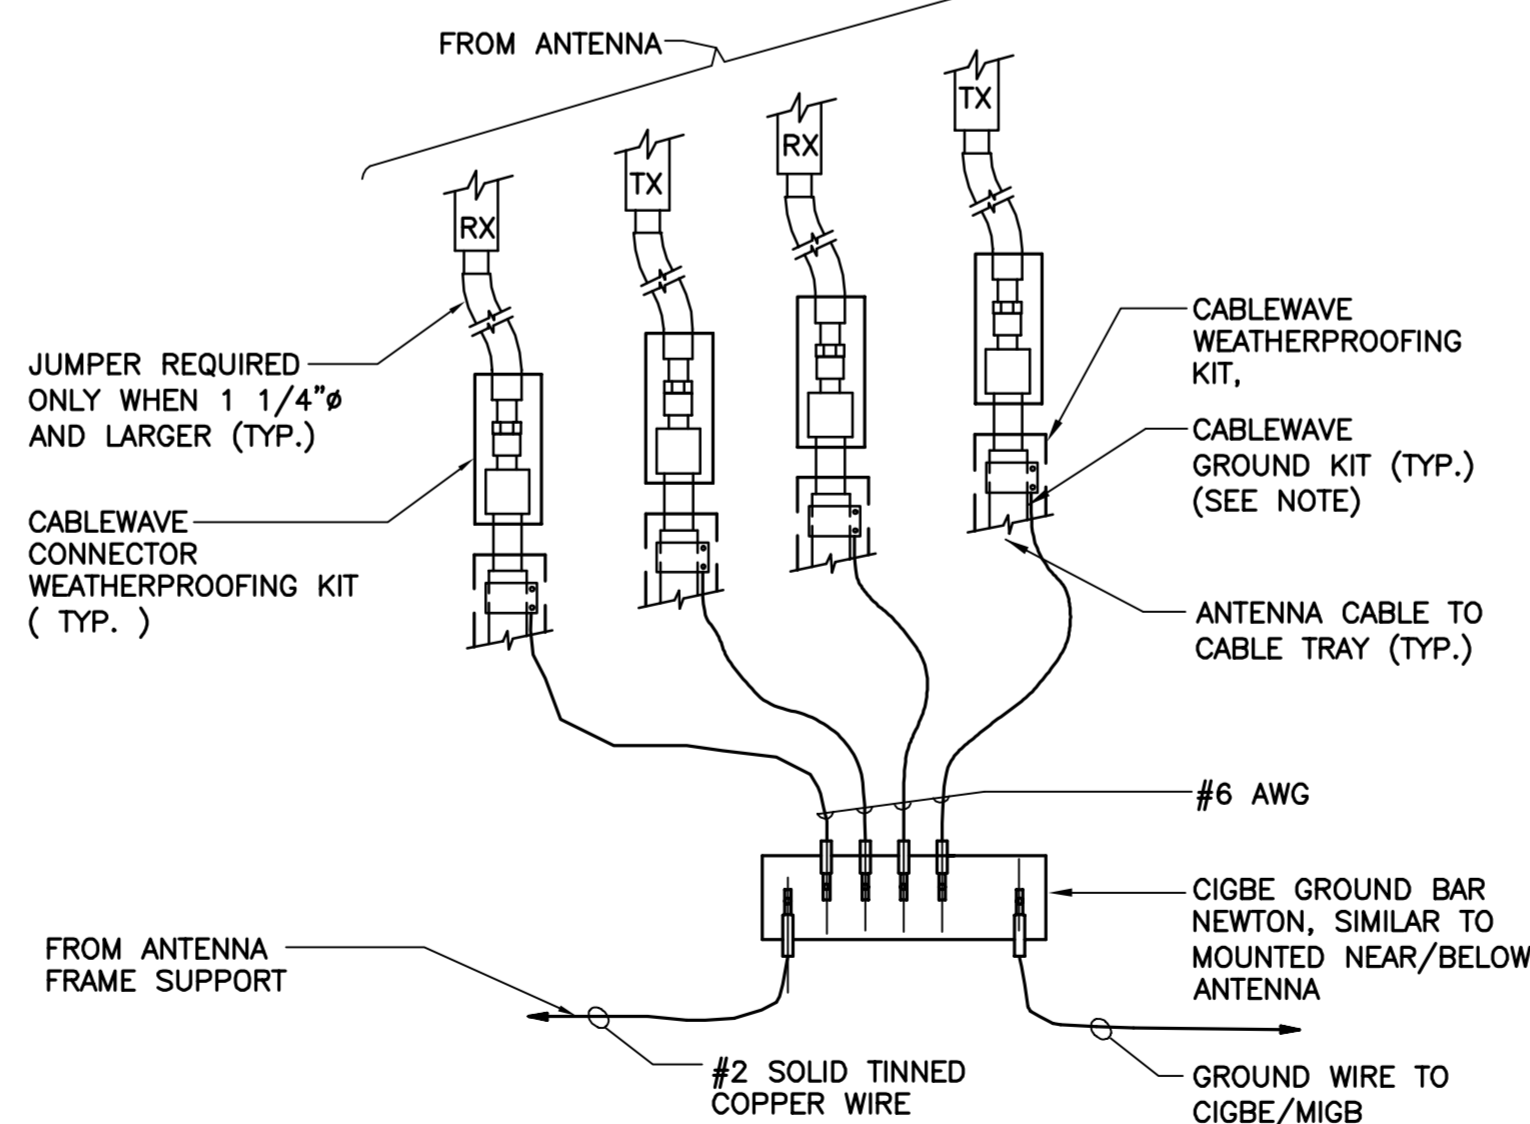 FROM ANTENNA
TX
RX
TX
RX
JUMPER REQUIRED
ONLY WHEN 1 1/4"ø
AND LARGER (TYP.)
CABLEWAVE
CONNECTOR
WEATHERPROOFING KIT
( TYP. )
CABLEWAVE
WEATHERPROOFING
KIT,
CABLEWAVE
GROUND KIT (TYP.)
(SEE NOTE)
ANTENNA CABLE TO
CABLE TRAY (TYP.)
#6 AWG
CIGBE GROUND BAR
NEWTON, SIMILAR TO
MOUNTED NEAR/BELOW
ANTENNA
FROM ANTENNA
FRAME SUPPORT
#2 SOLID TINNED
COPPER WIRE
GROUND WIRE TO
CIGBE/MIGB